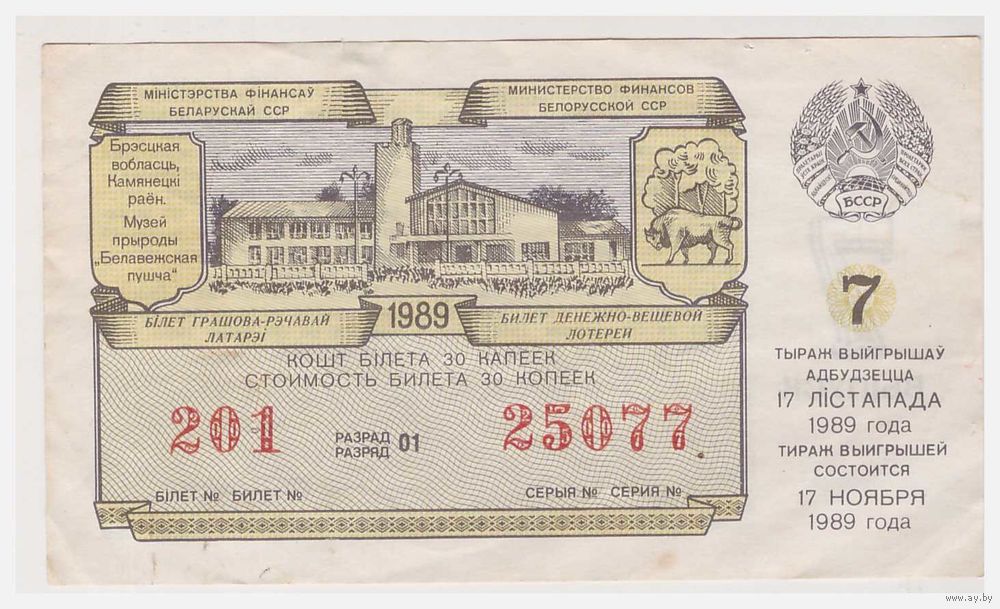 МІНІСТЭРСТВА ФІНАНСАЎ
БЕЛАРУСКАЙ ССР
МИНИСТЕРСТВО ФИНАНСОВ
БЕЛОРУССКОЙ ССР
Брэсцкая
вобласць,
Камянецкі
раён.
Музей
прыроды
„Белавежская
пушча“
БССР
1989
БІЛЕТ ГРАШОВА-РЭЧАВАЙ
ЛАТАРЭІ
БИЛЕТ ДЕНЕЖНО-ВЕЩЕВОЙ
ЛОТЕРЕИ
КОШТ БІЛЕТА 30 КАПЕЕК
СТОИМОСТЬ БИЛЕТА 30 КОПЕЕК
201
РАЗРАД
РАЗРЯД 01
25077
БІЛЕТ № БИЛЕТ №
СЕРЫЯ № СЕРИЯ №
7
ТЫРАЖ ВЫЙГРЫШАЎ
АДБУДЗЕЦЦА
17 ЛІСТАПАДА
1989 года
ТИРАЖ ВЫИГРЫШЕЙ
СОСТОИТСЯ
17 НОЯБРЯ
1989 года
www.ay.by